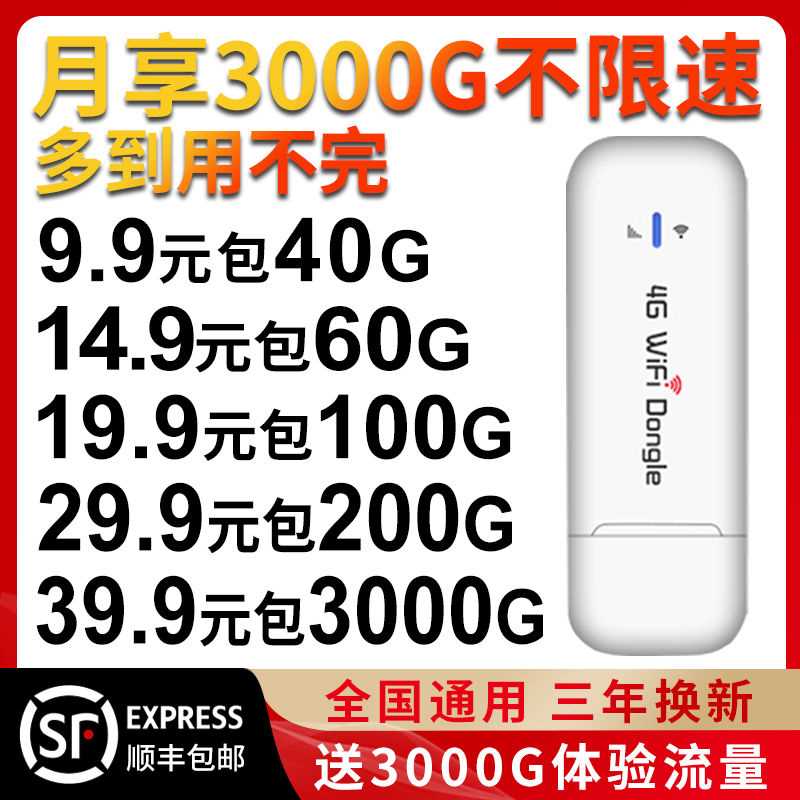 月享3000G不限速
多到用不完
9.9元包40G
14.9元包60G
19.9元包100G
29.9元包200G
39.9元包3000G
4G WiFi Dongle
SF EXPRESS
顺丰包邮
全国通用 三年换新
送3000G体验流量